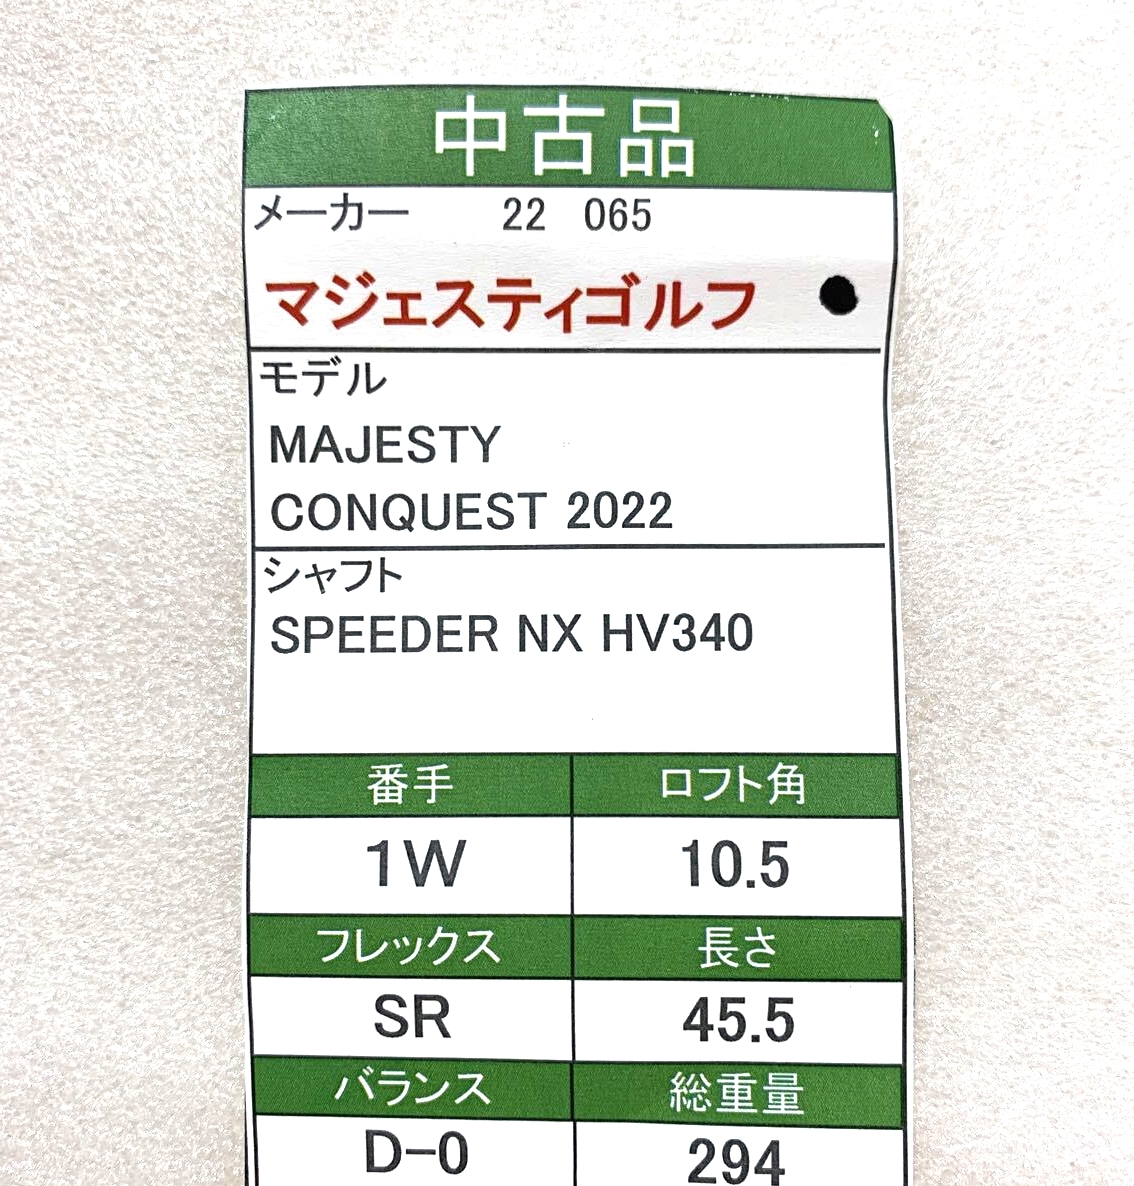 中古品
メーカー 22 065
マジェスティゴルフ
モデル
MAJESTY
CONQUEST 2022
シャフト
SPEEDER NX HV340
番手 ロフト角
1W 10.5
フレックス 長さ
SR 45.5
バランス 総重量
D-0 294